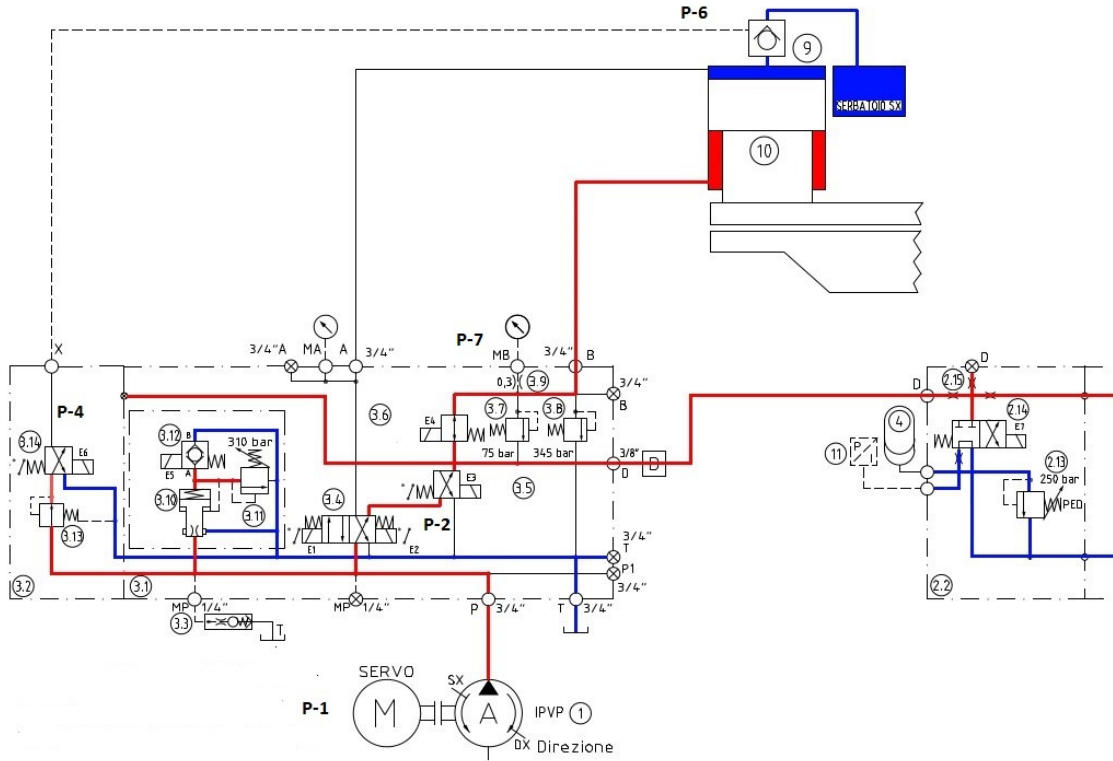 P-6
9
SERBATOIO SX
10
X
3/4"A
MA
A
3/4"
P-7
MB
3/4"
B
0,3
3.9
3/4"
B
P-4
3.14
E6
3.12
B
310 bar
E5
A
3.10
3.11
3.13
3.6
E4
3.7
3.8
75 bar
345 bar
3/8"
D
D
3.4
E3
3.5
P-2
E1
E2
3/4"
T
P1
3/4"
3.2
3.1
MP
1/4"
MP
1/4"
P
3/4"
T
3/4"
3.3
T
SERVO
P-1
M
SX
A
IPVP
1
DX
Direzione
D
D
2.15
2.14
E7
4
11
P
2.13
250 bar
PED
2.2